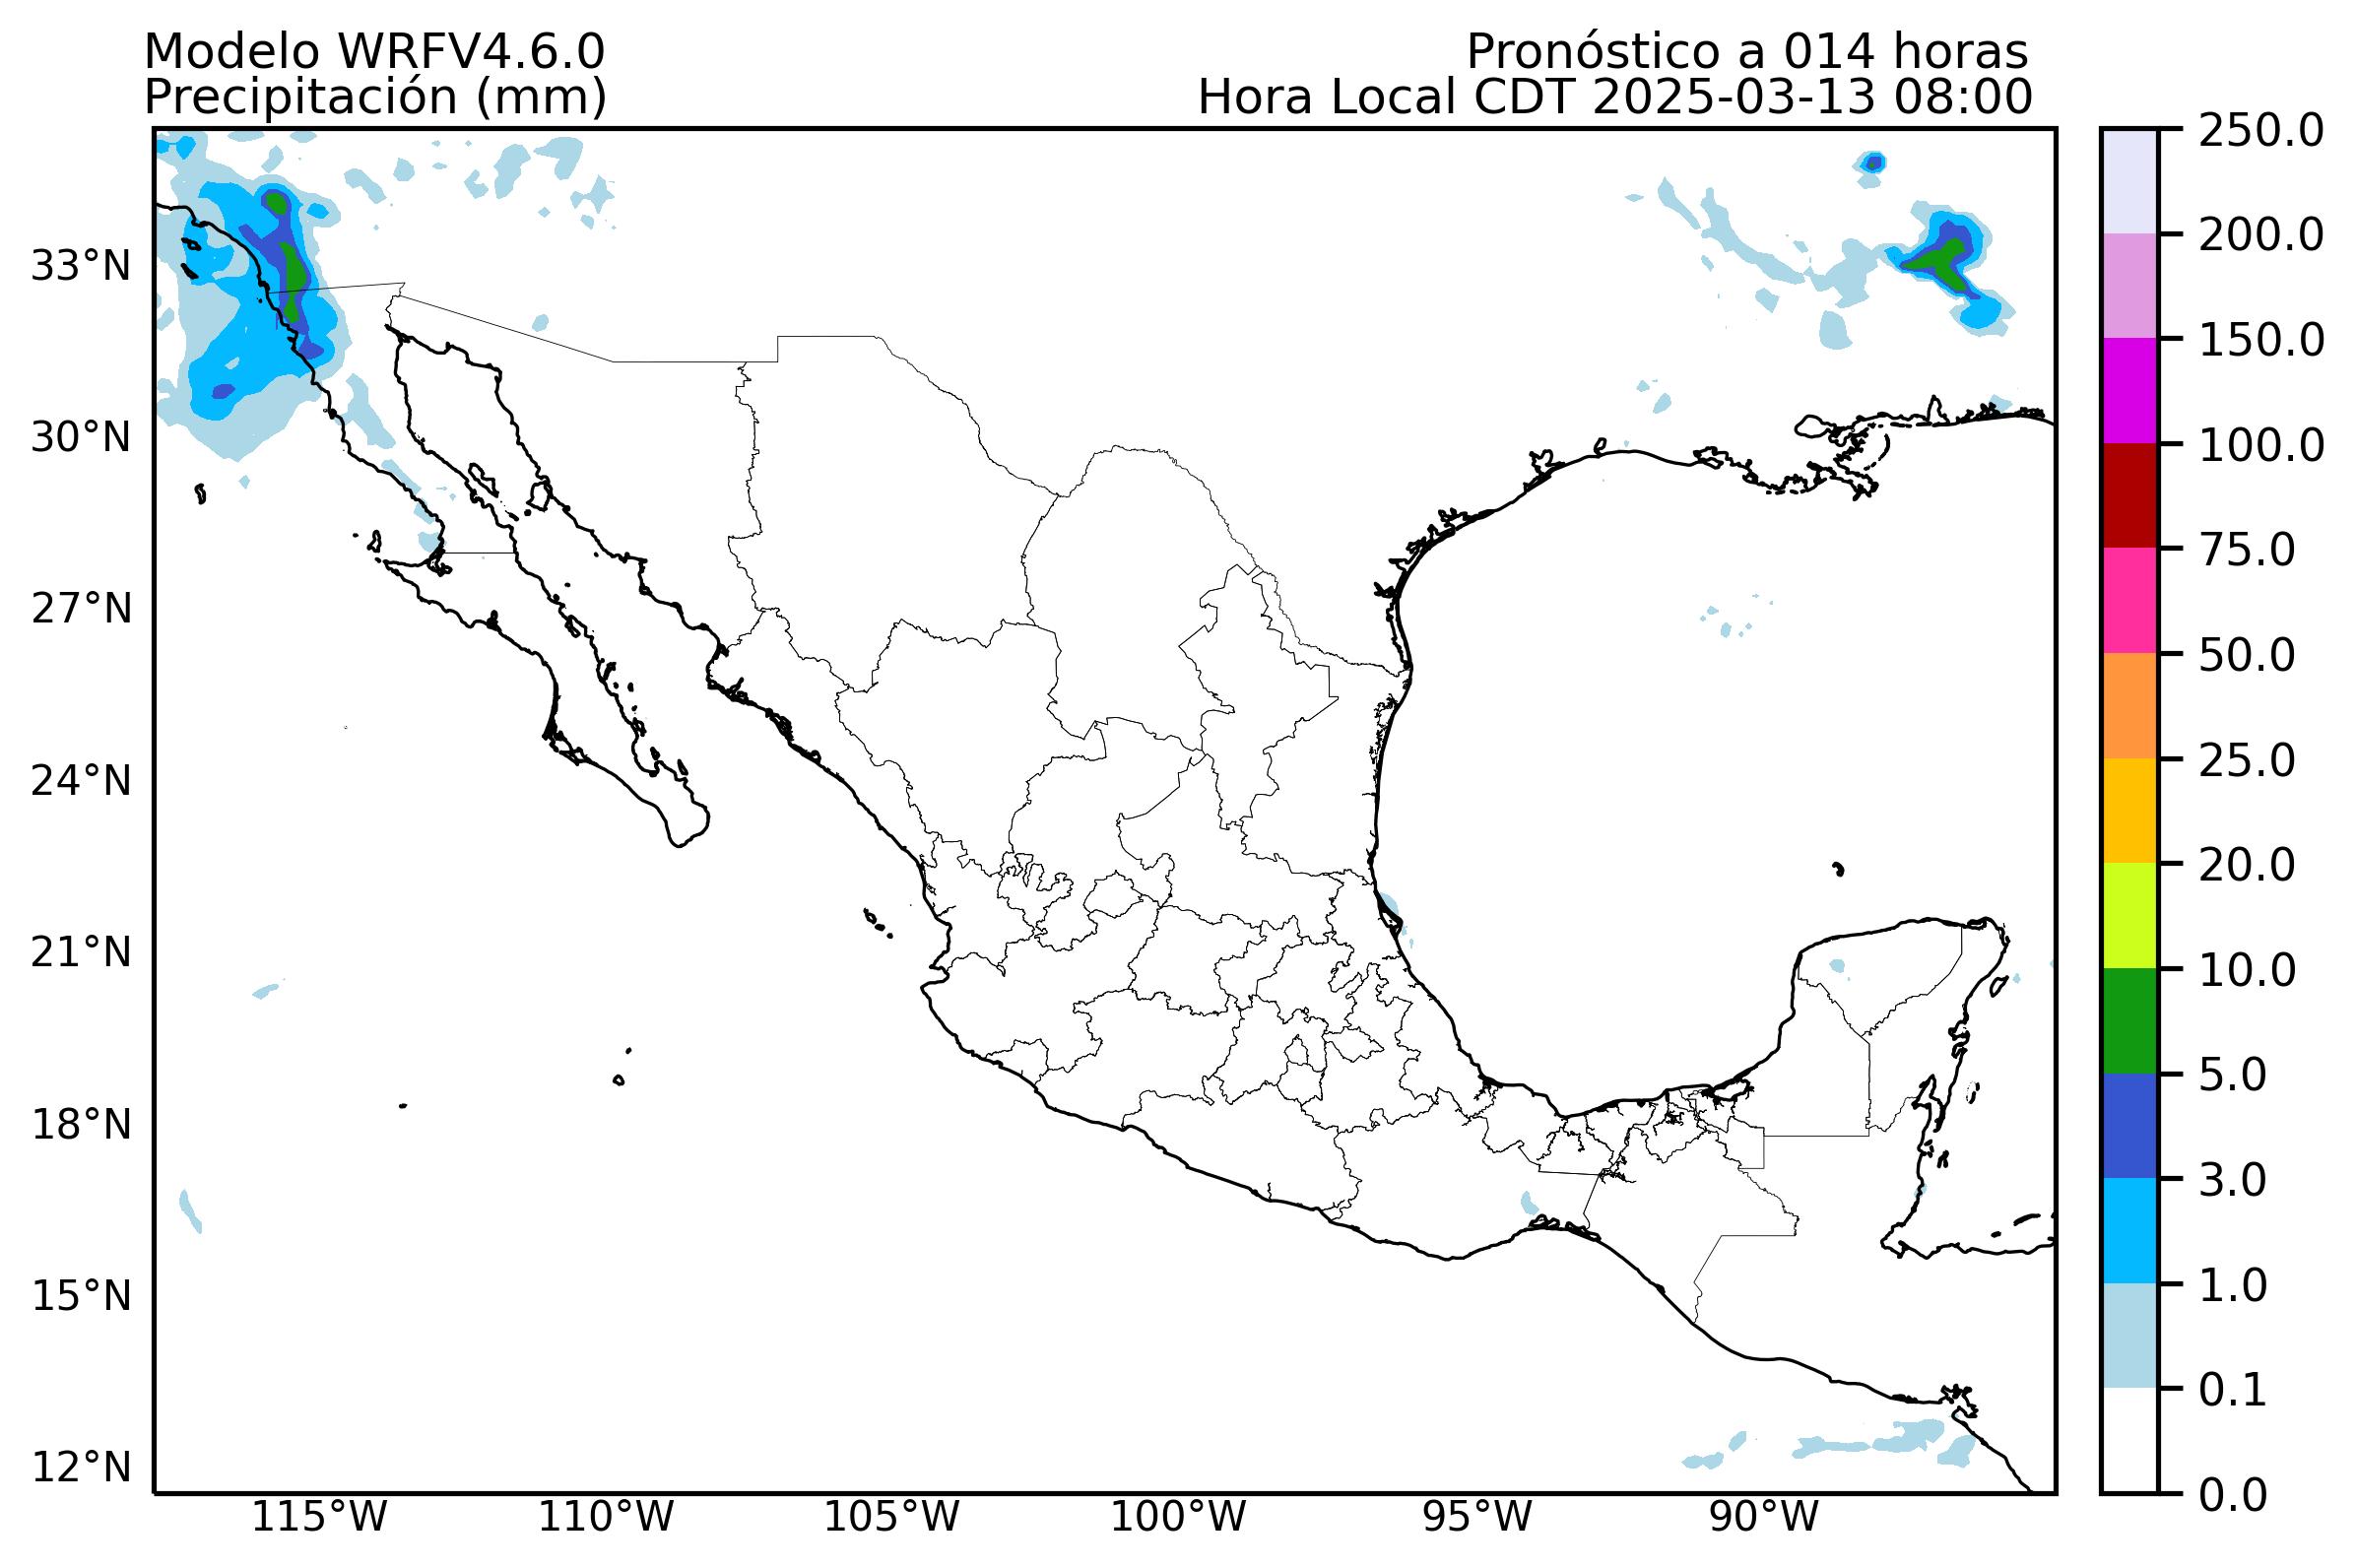 Modelo WRFV4.6.0
Precipitación (mm)
Pronóstico a 014 horas
Hora Local CDT 2025-03-13 08:00
33°N
30°N
27°N
24°N
21°N
18°N
15°N
12°N
115°W
110°W
105°W
100°W
95°W
90°W
250.0
200.0
150.0
100.0
75.0
50.0
25.0
20.0
10.0
5.0
3.0
1.0
0.1
0.0